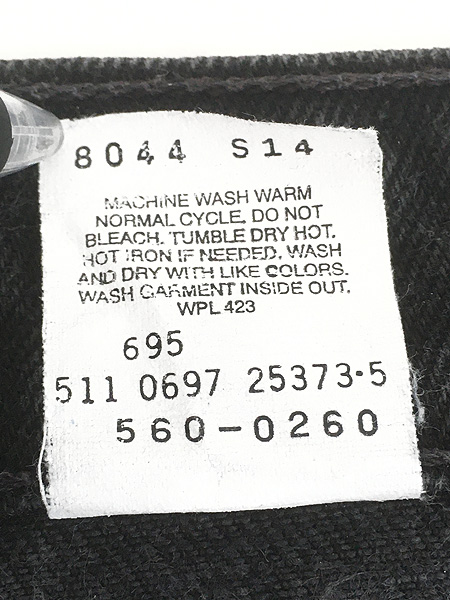 8044 S14
MACHINE WASH WARM
NORMAL CYCLE. DO NOT
BLEACH. TUMBLE DRY HOT.
HOT IRON IF NEEDED. WASH
AND DRY WITH LIKE COLORS.
WASH GARMENT INSIDE OUT.
WPL 423
695
511 0697 25373·5
560-0260